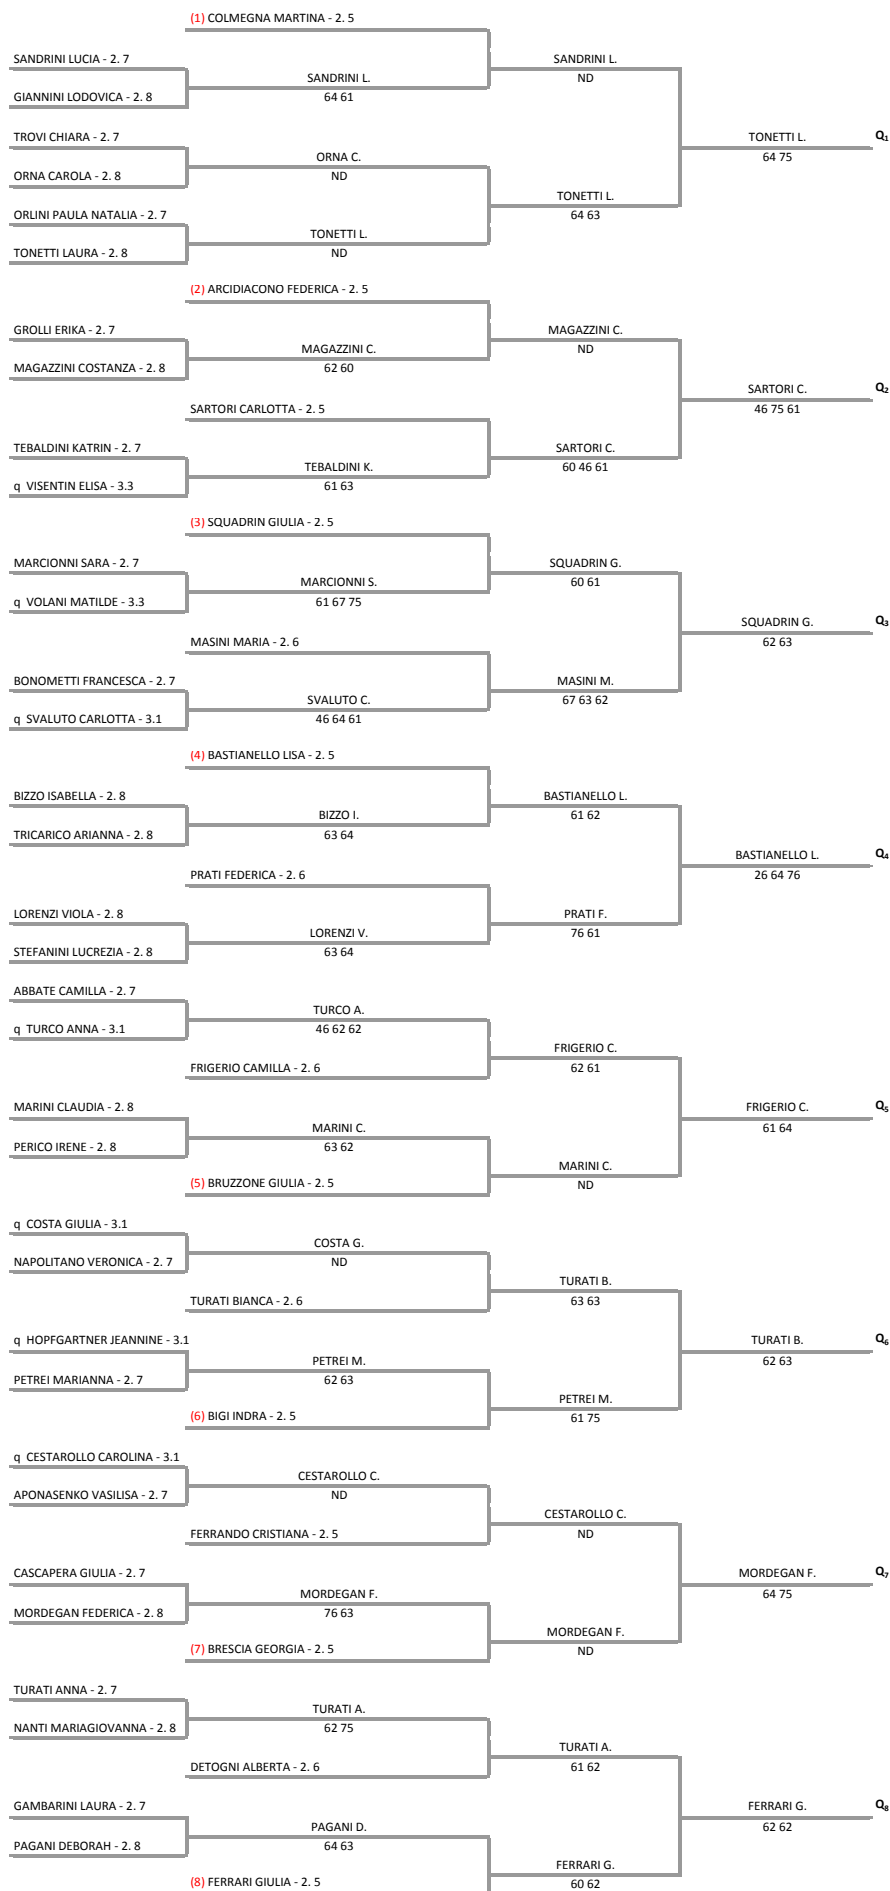 (1) COLMEGNA MARTINA - 2. 5
SANDRINI LUCIA - 2. 7
SANDRINI L.
ND
SANDRINI L.
64 61
GIANNINI LODOVICA - 2. 8
TROVI CHIARA - 2. 7
TONETTI L.
Q1
64 75
ORNA C.
ND
ORNA CAROLA - 2. 8
TONETTI L.
64 63
ORLINI PAULA NATALIA - 2. 7
TONETTI L.
ND
TONETTI LAURA - 2. 8
(2) ARCIDIACONO FEDERICA - 2. 5
GROLLI ERIKA - 2. 7
MAGAZZINI C.
ND
MAGAZZINI C.
62 60
MAGAZZINI COSTANZA - 2. 8
SARTORI C.
Q2
46 75 61
SARTORI CARLOTTA - 2. 5
TEBALDINI KATRIN - 2. 7
SARTORI C.
60 46 61
TEBALDINI K.
61 63
q VISENTIN ELISA - 3.3
(3) SQUADRIN GIULIA - 2. 5
MARCIONNI SARA - 2. 7
SQUADRIN G.
60 61
MARCIONNI S.
61 67 75
q VOLANI MATILDE - 3.3
SQUADRIN G.
Q3
62 63
MASINI MARIA - 2. 6
BONOMETTI FRANCESCA - 2. 7
MASINI M.
67 63 62
SVALUTO C.
46 64 61
q SVALUTO CARLOTTA - 3.1
(4) BASTIANELLO LISA - 2. 5
BIZZO ISABELLA - 2. 8
BASTIANELLO L.
61 62
BIZZO I.
63 64
TRICARICO ARIANNA - 2. 8
BASTIANELLO L.
Q4
26 64 76
PRATI FEDERICA - 2. 6
LORENZI VIOLA - 2. 8
PRATI F.
76 61
LORENZI V.
63 64
STEFANINI LUCREZIA - 2. 8
ABBATE CAMILLA - 2. 7
TURCO A.
46 62 62
q TURCO ANNA - 3.1
FRIGERIO C.
62 61
FRIGERIO CAMILLA - 2. 6
MARINI CLAUDIA - 2. 8
FRIGERIO C.
Q5
61 64
MARINI C.
63 62
PERICO IRENE - 2. 8
MARINI C.
ND
(5) BRUZZONE GIULIA - 2. 5
q COSTA GIULIA - 3.1
COSTA G.
ND
NAPOLITANO VERONICA - 2. 7
TURATI B.
63 63
TURATI BIANCA - 2. 6
q HOPFGARTNER JEANNINE - 3.1
TURATI B.
Q6
62 63
PETREI M.
62 63
PETREI MARIANNA - 2. 7
PETREI M.
61 75
(6) BIGI INDRA - 2. 5
q CESTAROLLO CAROLINA - 3.1
CESTAROLLO C.
ND
APONASENKO VASILISA - 2. 7
CESTAROLLO C.
ND
FERRANDO CRISTIANA - 2. 5
CASCAPERA GIULIA - 2. 7
MORDEGAN F.
Q7
64 75
MORDEGAN F.
76 63
MORDEGAN FEDERICA - 2. 8
MORDEGAN F.
ND
(7) BRESCIA GEORGIA - 2. 5
TURATI ANNA - 2. 7
TURATI A.
62 75
NANTI MARIAGIOVANNA - 2. 8
TURATI A.
61 62
DETOGNI ALBERTA - 2. 6
GAMBARINI LAURA - 2. 7
FERRARI G.
Q8
62 62
PAGANI D.
64 63
PAGANI DEBORAH - 2. 8
FERRARI G.
60 62
(8) FERRARI GIULIA - 2. 5